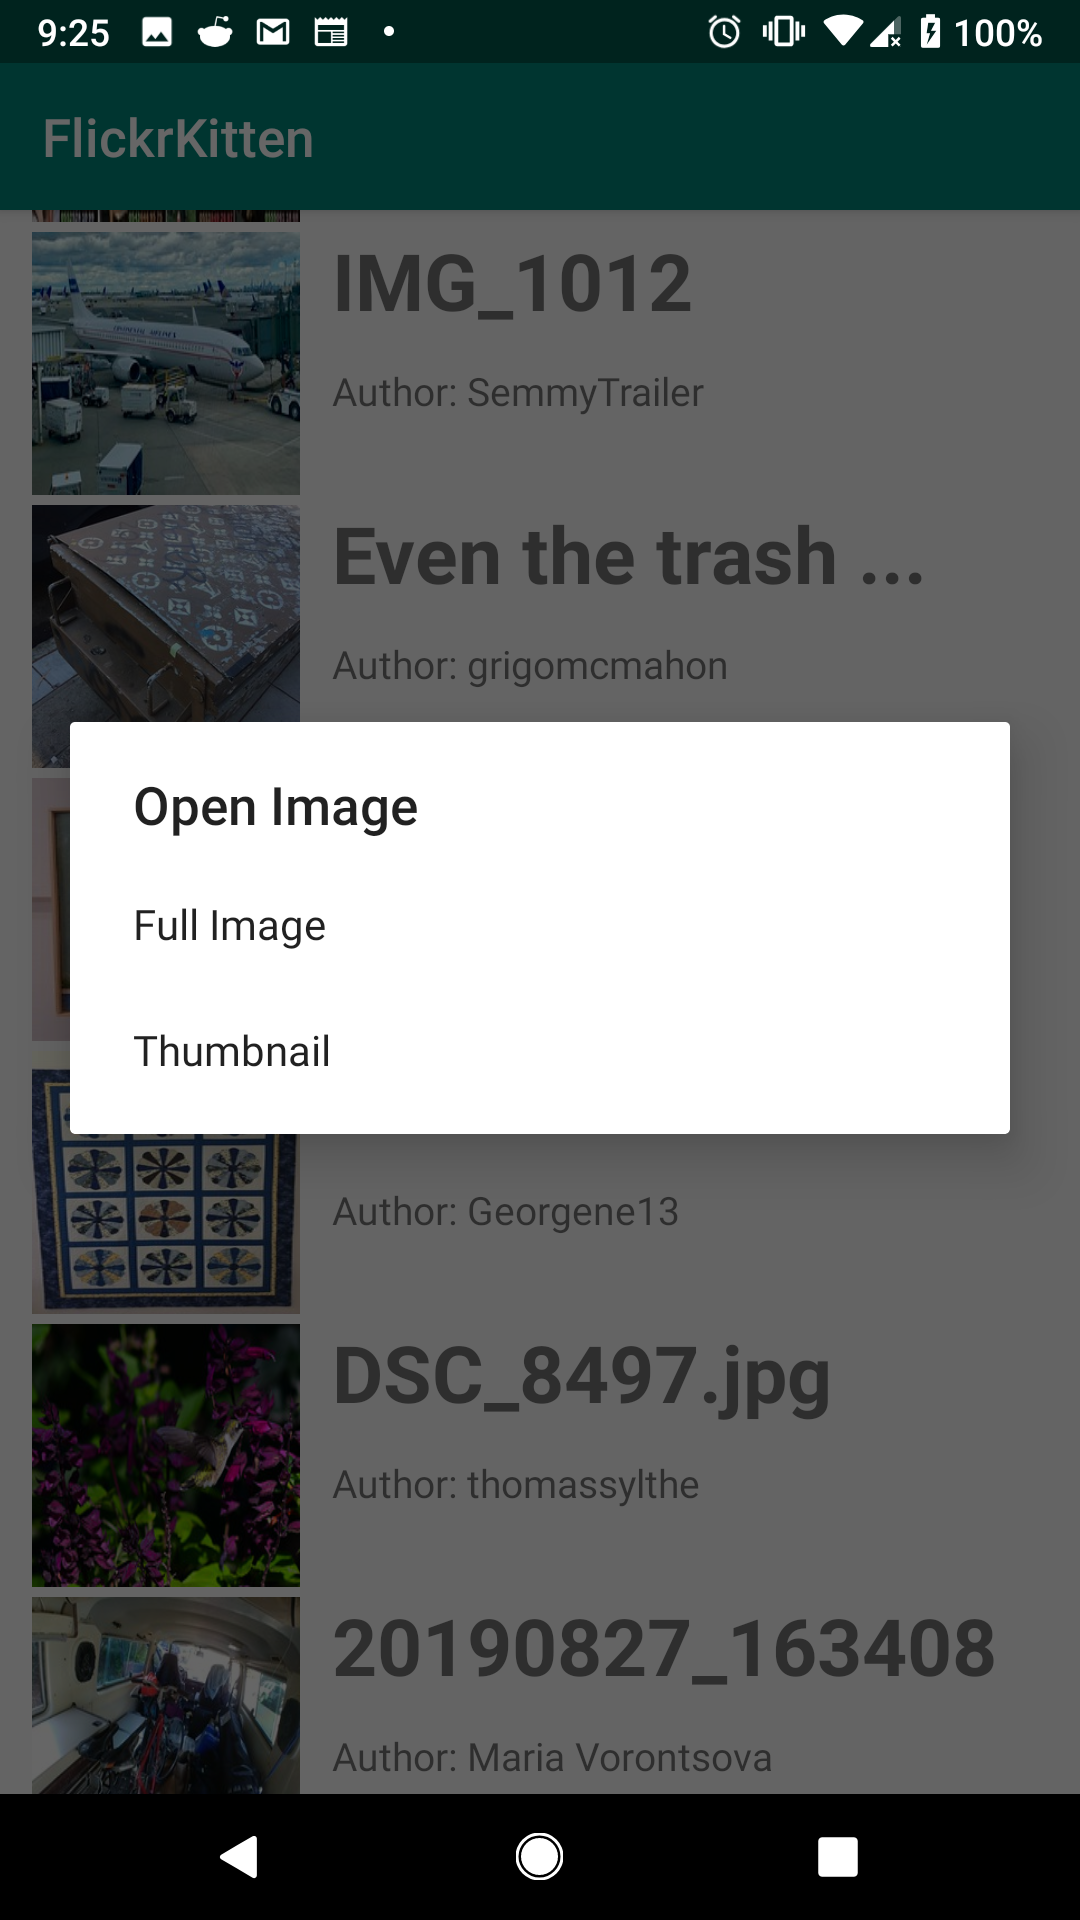 9:25
100%
FlickrKitten
IMG_1012
Author: SemmyTrailer
Even the trash ...
Author: grigomcmahon
Open Image
Full Image
Thumbnail
Author: Georgene13
DSC_8497.jpg
Author: thomassylthe
20190827_163408
Author: Maria Vorontsova